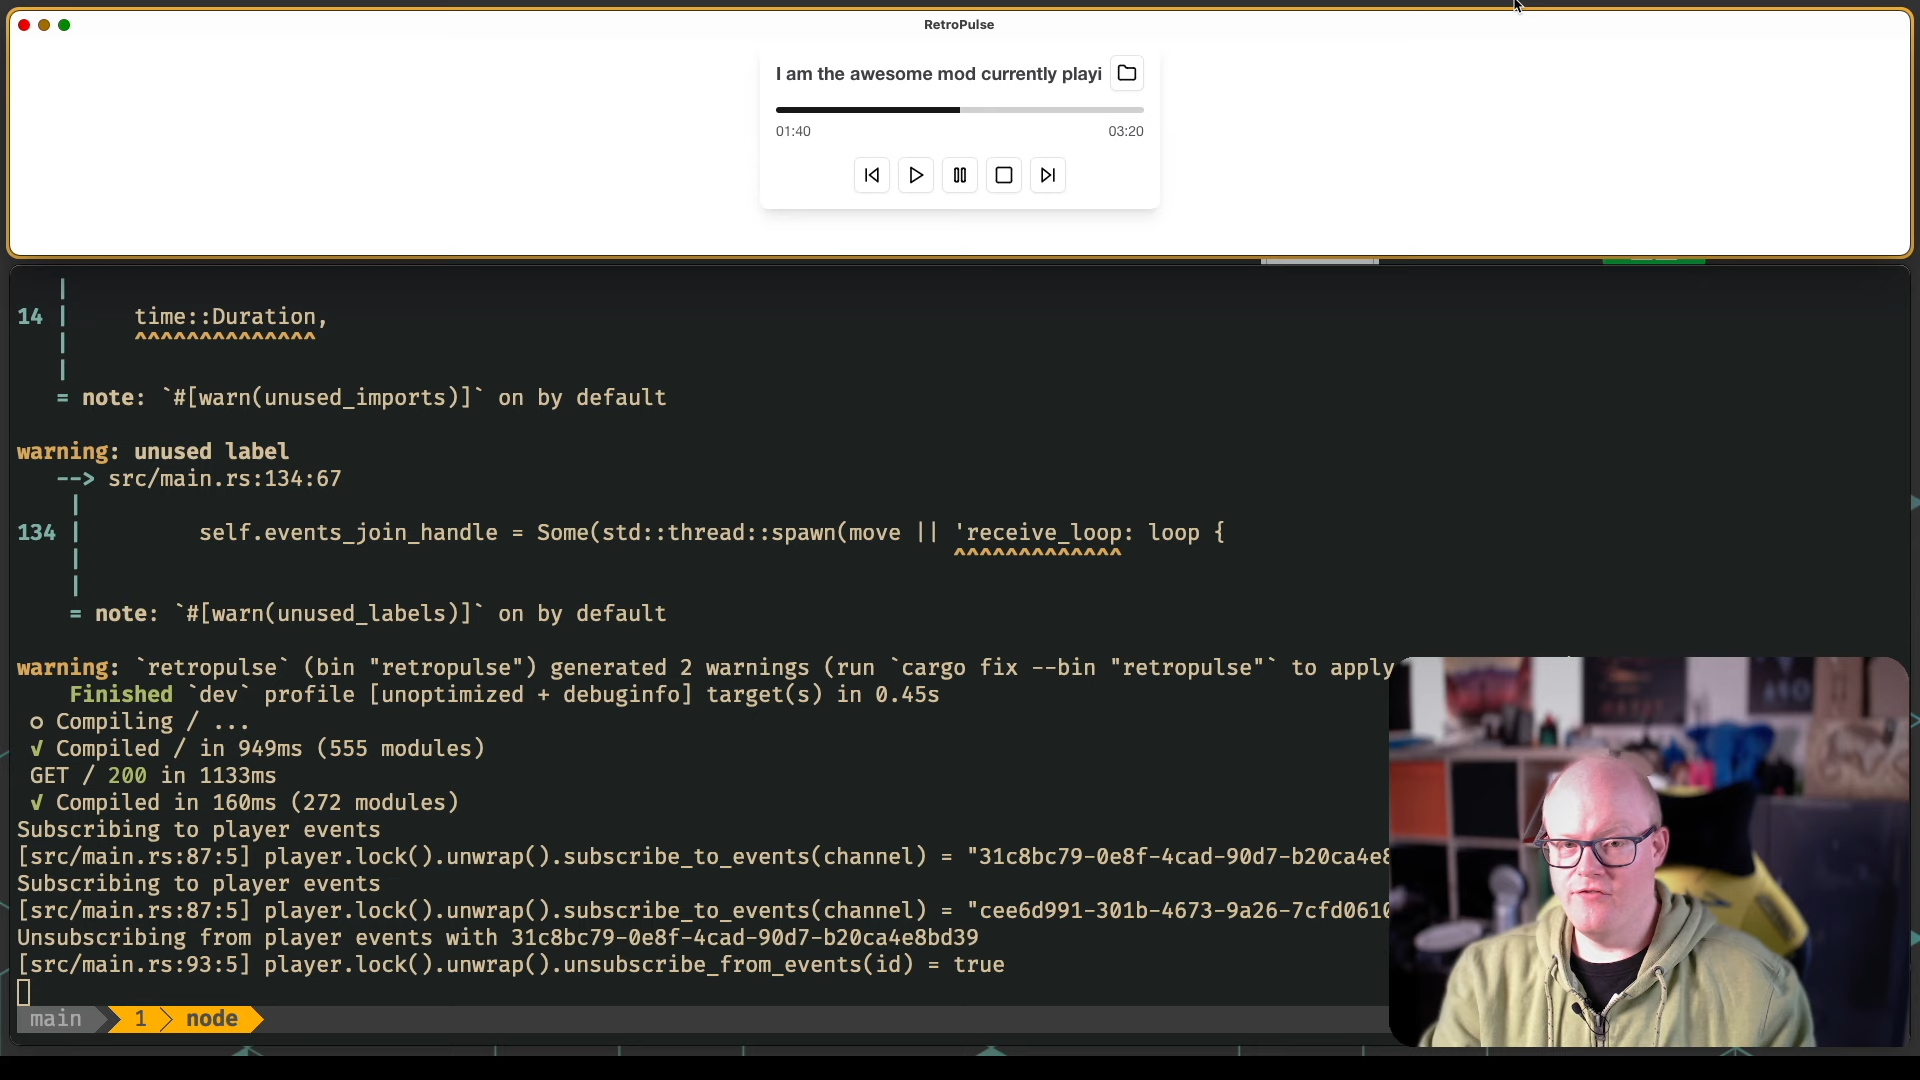 RetroPulse
I am the awesome mod currently playi
01:40 03:20
14 | time::Duration,
^^^^^^^^^^^^^^
= note: `#[warn(unused_imports)]` on by default
warning: unused label
--> src/main.rs:134:67
134 | self.events_join_handle = Some(std::thread::spawn(move || 'receive_loop: loop {
^^^^^^^^^^^^^
= note: `#[warn(unused_labels)]` on by default
warning: `retropulse` (bin "retropulse") generated 2 warnings (run `cargo fix --bin "retropulse"` to apply
Finished `dev` profile [unoptimized + debuginfo] target(s) in 0.45s
○ Compiling / ...
√ Compiled / in 949ms (555 modules)
GET / 200 in 1133ms
√ Compiled in 160ms (272 modules)
Subscribing to player events
[src/main.rs:87:5] player.lock().unwrap().subscribe_to_events(channel) = "31c8bc79-0e8f-4cad-90d7-b20ca4e8
Subscribing to player events
[src/main.rs:87:5] player.lock().unwrap().subscribe_to_events(channel) = "cee6d991-301b-4673-9a26-7cfd0610
Unsubscribing from player events with 31c8bc79-0e8f-4cad-90d7-b20ca4e8bd39
[src/main.rs:93:5] player.lock().unwrap().unsubscribe_from_events(id) = true
main 1 node